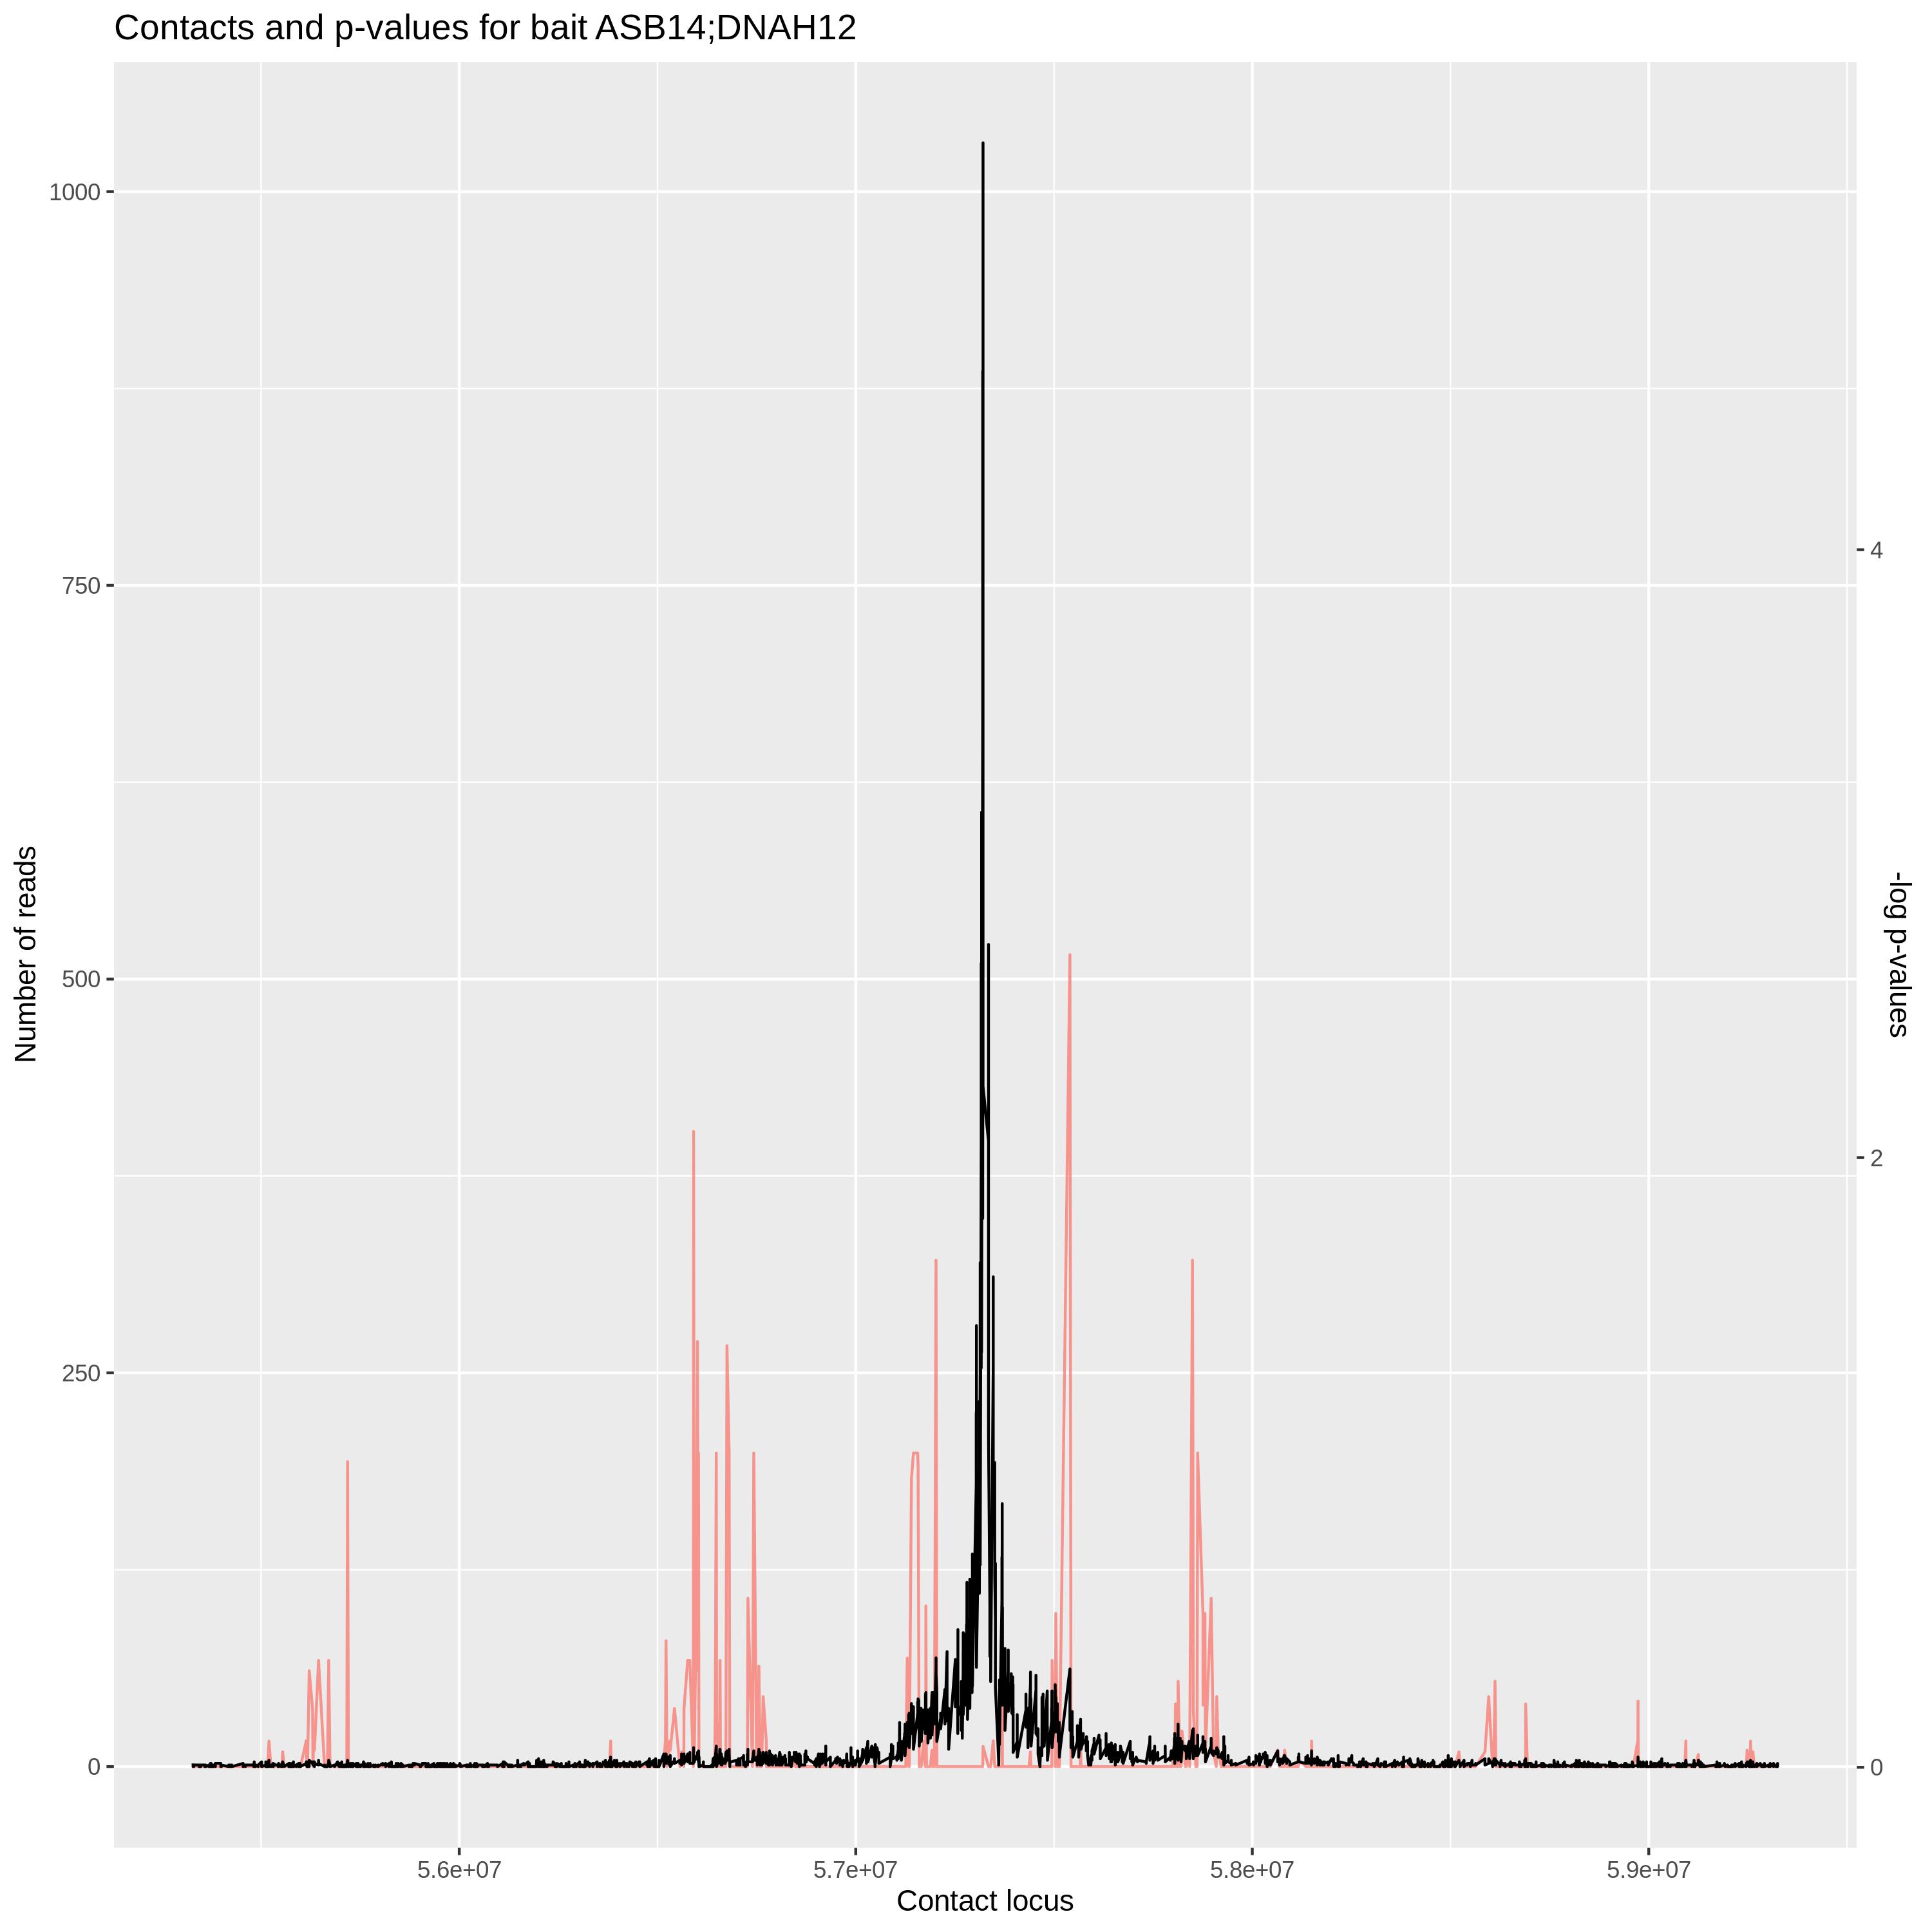 Contacts and p-values for bait ASB14;DNAH12
1000
750
500
250
0
Number of reads
4
2
0
-log p-values
5.6e+07
5.7e+07
5.8e+07
5.9e+07
Contact locus